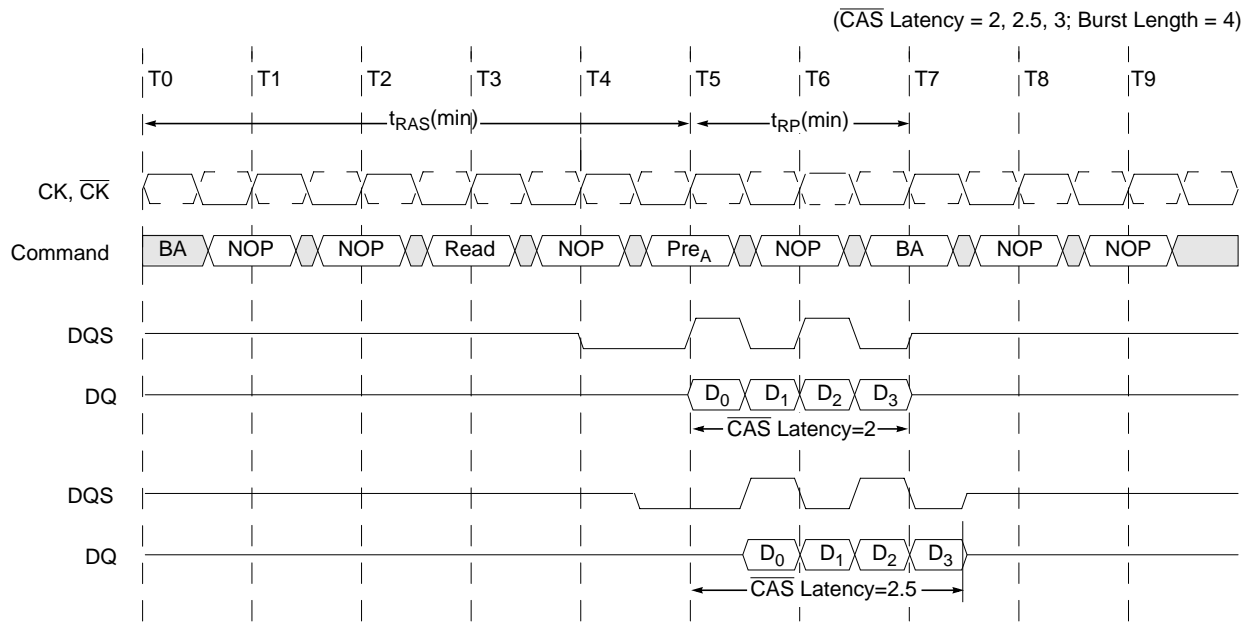 (CAS Latency = 2, 2.5, 3; Burst Length = 4)
T0 T1 T2 T3 T4 T5 T6 T7 T8 T9
tRAS(min) tRP(min)
CK, CK
Command BA NOP NOP Read NOP PreA NOP BA NOP NOP
DQS
DQ D0 D1 D2 D3
CAS Latency=2
DQS
DQ D0 D1 D2 D3
CAS Latency=2.5